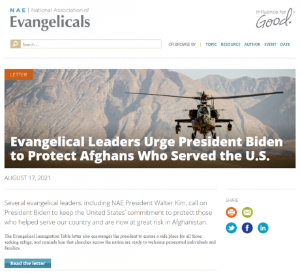 NAE | National Association of
Evangelicals
Influence for
Good.
Search...
OR BROWSE BY | TOPIC RESOURCE AUTHOR EVENT DATE
LETTER
Evangelical Leaders Urge President Biden
to Protect Afghans Who Served the U.S.
AUGUST 17, 2021
Several evangelical leaders, including NAE President Walter Kim, call on
President Biden to keep the United States' commitment to protect those
who helped serve our country and are now at great risk in Afghanistan.
SHARE
The Evangelical Immigration Table letter also encourages the president to secure a safe place for all those
seeking refuge, and remind him that churches across the nation are ready to welcome persecuted individuals and
families.
Read the letter